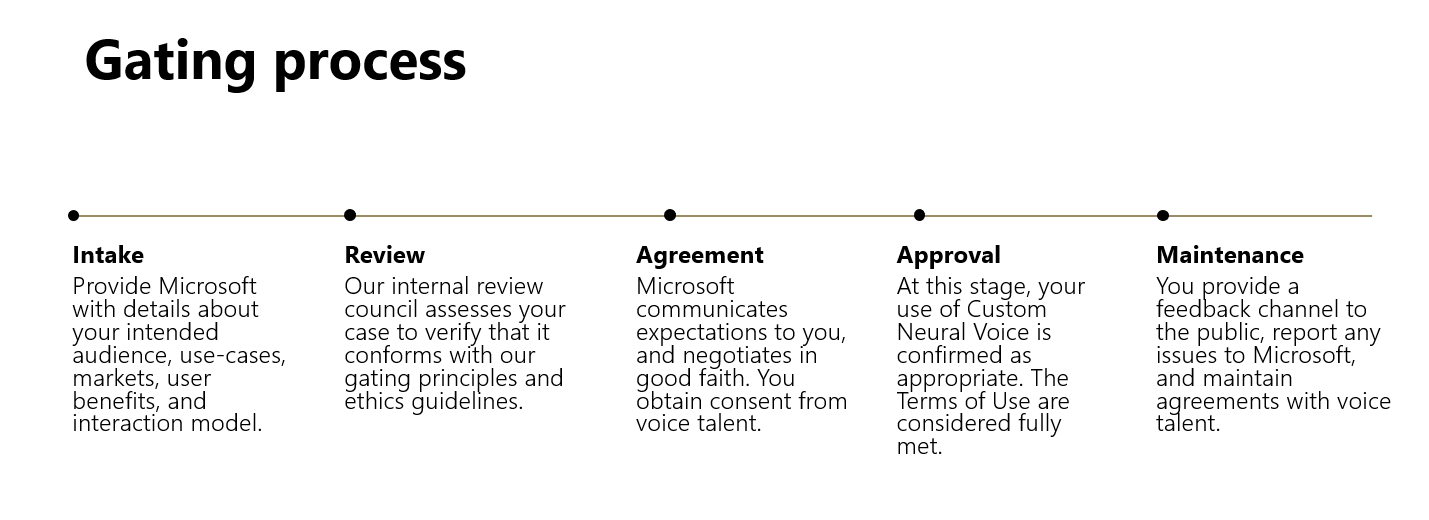 Gating process
Intake
Provide Microsoft
with details about
your intended
audience, use-cases,
markets, user
benefits, and
interaction model.
Review
Our internal review
council assesses your
case to verify that it
conforms with our
gating principles and
ethics guidelines.
Agreement
Microsoft
communicates
expectations to you,
and negotiates in
good faith. You
obtain consent from
voice talent.
Approval
At this stage, your
use of Custom
Neural Voice is
confirmed as
appropriate. The
Terms of Use are
considered fully
met.
Maintenance
You provide a
feedback channel to
the public, report any
issues to Microsoft,
and maintain
agreements with voice
talent.